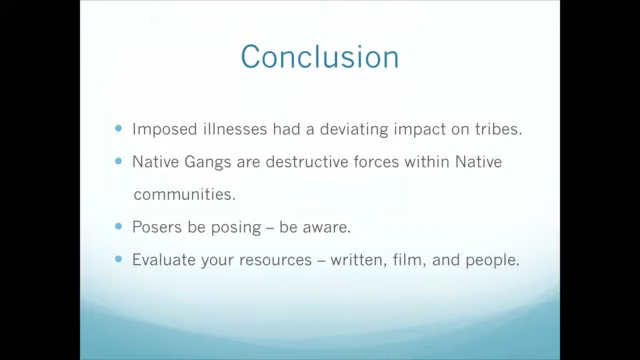 Conclusion
Imposed illnesses had a deviating impact on tribes.
Native Gangs are destructive forces within Native
communities.
Posers be posing – be aware.
Evaluate your resources – written, film, and people.